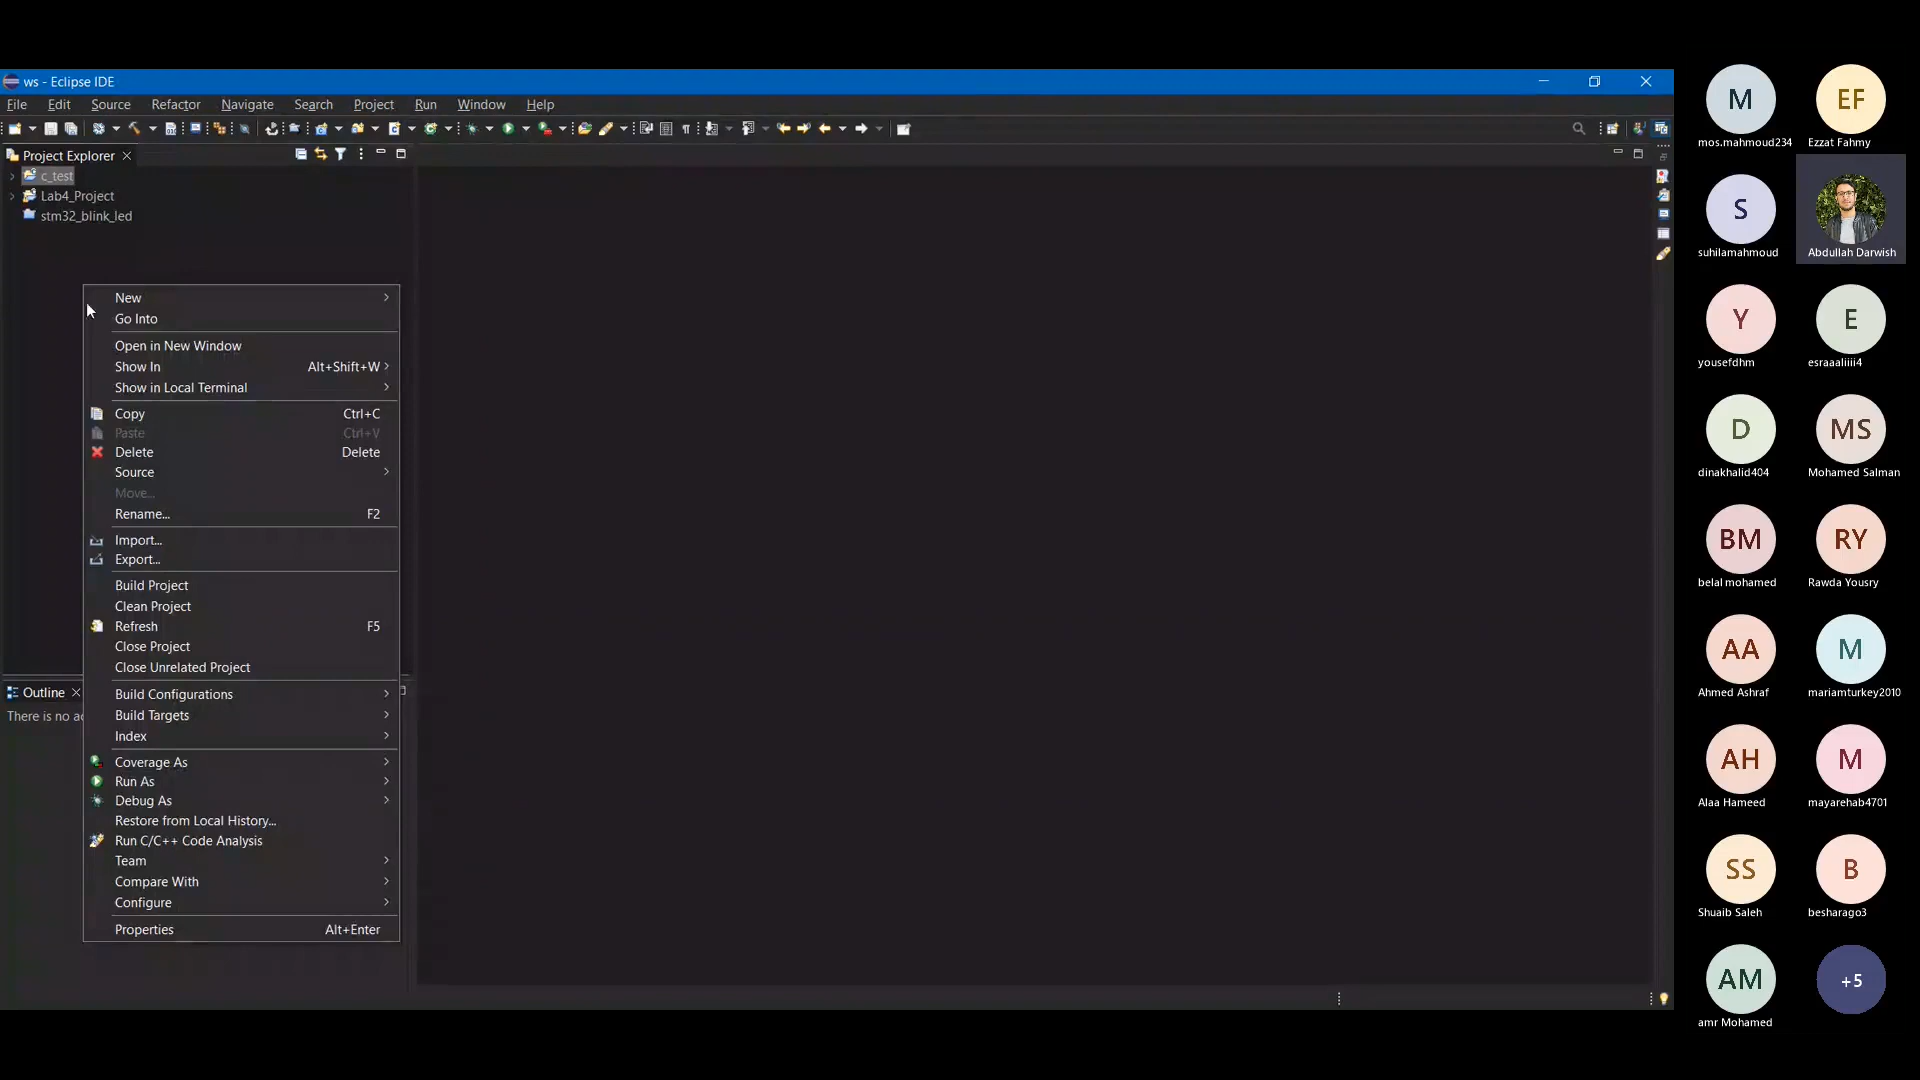 ws - Eclipse IDE
File Edit Source Refactor Navigate Search Project Run Window Help
Project Explorer
c_test
Lab4_Project
stm32_blink_led
New
Go Into
Open in New Window
Show In Alt+Shift+W
Show in Local Terminal
Copy Ctrl+C
Paste Ctrl+V
Delete Delete
Source
Move...
Rename... F2
Import...
Export...
Build Project
Clean Project
Refresh F5
Close Project
Close Unrelated Project
Build Configurations
Build Targets
Index
Coverage As
Run As
Debug As
Restore from Local History...
Run C/C++ Code Analysis
Team
Compare With
Configure
Properties Alt+Enter
Outline
There is no
M EF
mos.mahmoud234 Ezzat Fahmy
S
suhilamahmoud Abdullah Darwish
Y E
yousefdhm esraaaliiii4
D MS
dinakhalid404 Mohamed Salman
BM RY
belal mohamed Rawda Yousry
AA M
Ahmed Ashraf mariamturkey2010
AH M
Alaa Hameed mayarehab4701
SS B
Shuaib Saleh besharago3
AM +5
amr Mohamed